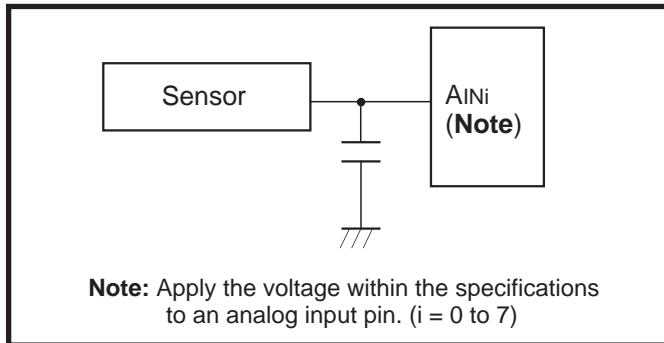 Sensor
AINi
(Note)
Note: Apply the voltage within the specifications
to an analog input pin. (i = 0 to 7)